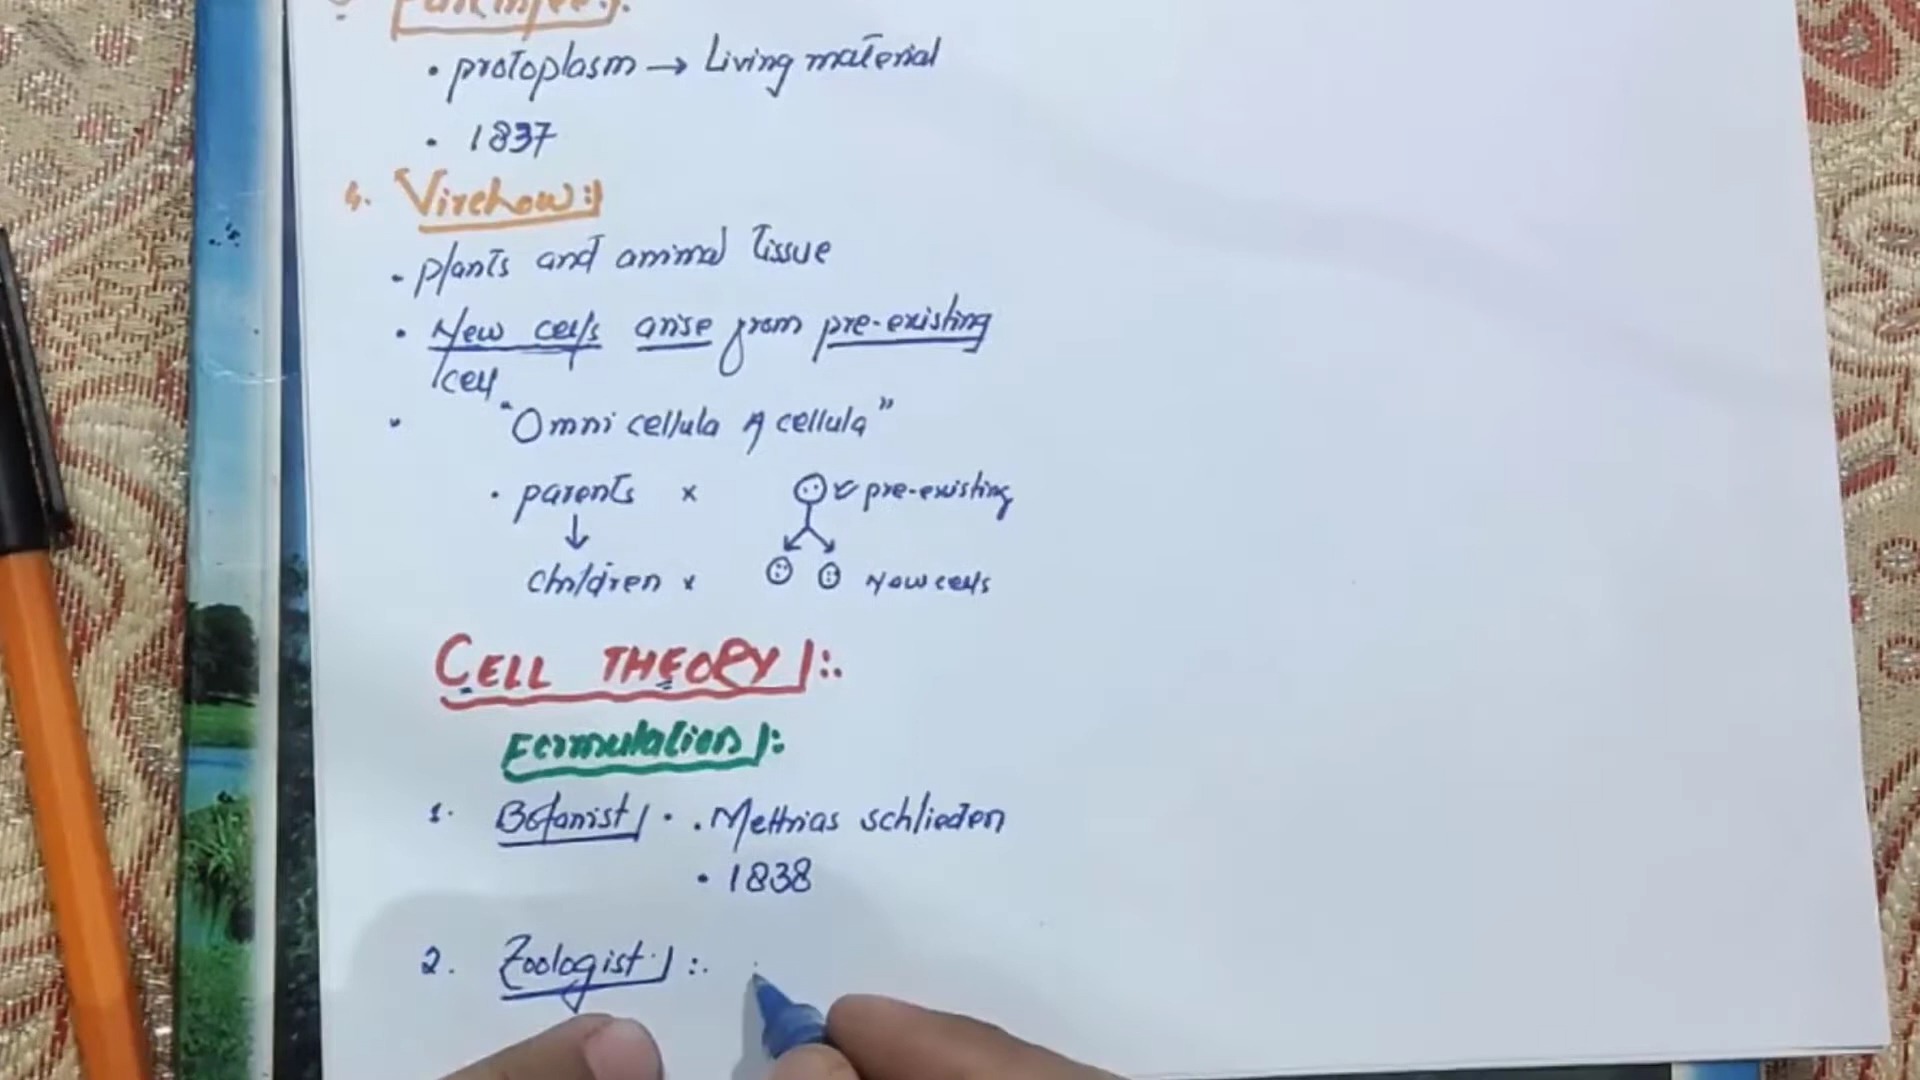 • protoplasm → Living material
• 1837
4. Virchow:|
• plants and animal tissue
• New cells arise from pre-existing
cell
• "Omni cellula A cellula"
• parents × pre-existing
↓
children × New cells
CELL THEORY|:.
Formulation|:
1. Botanist| • . Metthias schlieden
• 1838
2. Zoologist|:.